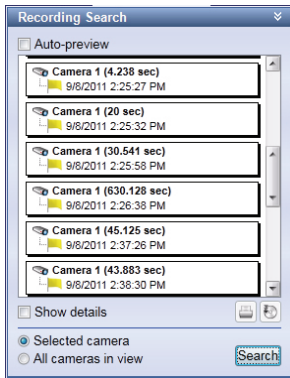 Recording Search
Auto-preview
Camera 1 (4.238 sec)
9/8/2011 2:25:27 PM
Camera 1 (20 sec)
9/8/2011 2:25:32 PM
Camera 1 (30.541 sec)
9/8/2011 2:25:58 PM
Camera 1 (630.128 sec)
9/8/2011 2:26:38 PM
Camera 1 (45.125 sec)
9/8/2011 2:37:26 PM
Camera 1 (43.883 sec)
9/8/2011 2:38:30 PM
Show details
Selected camera
All cameras in view
Search